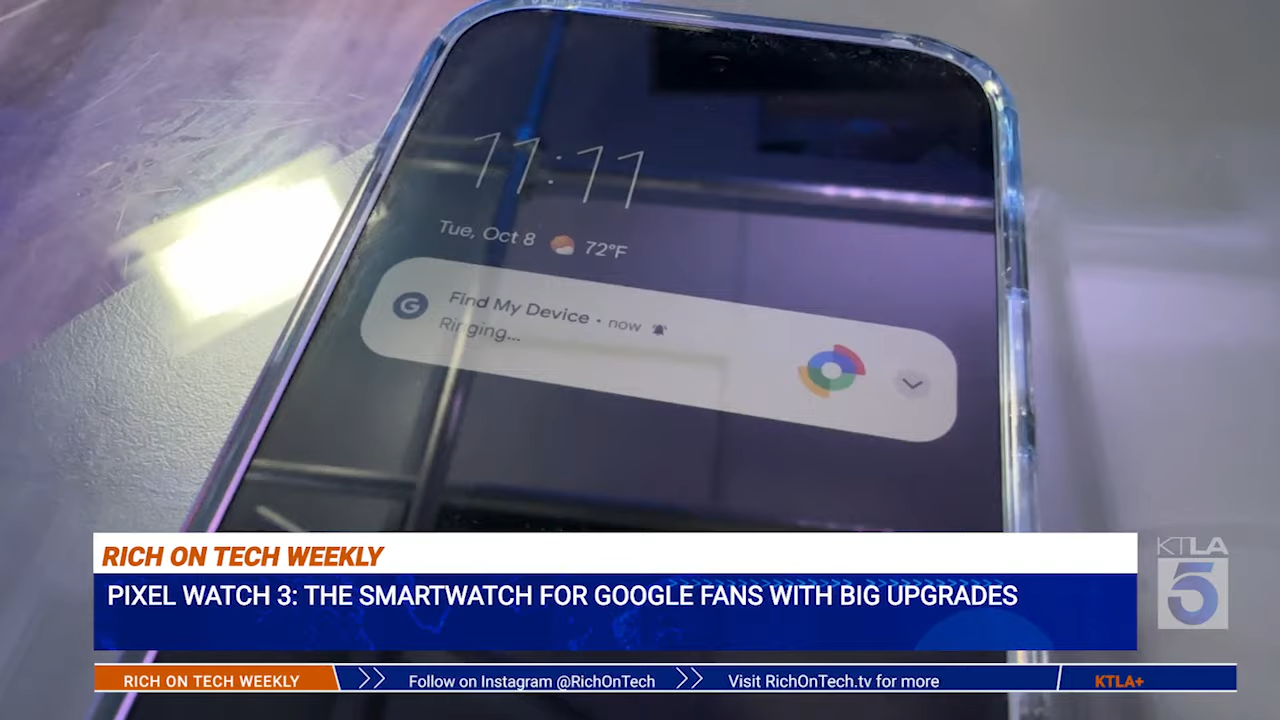 11:11
Tue, Oct 8 72°F
G Find My Device • now
Ringing...
RICH ON TECH WEEKLY
PIXEL WATCH 3: THE SMARTWATCH FOR GOOGLE FANS WITH BIG UPGRADES
KTLA
5
RICH ON TECH WEEKLY Follow on Instagram @RichOnTech Visit RichOnTech.tv for more KTLA+